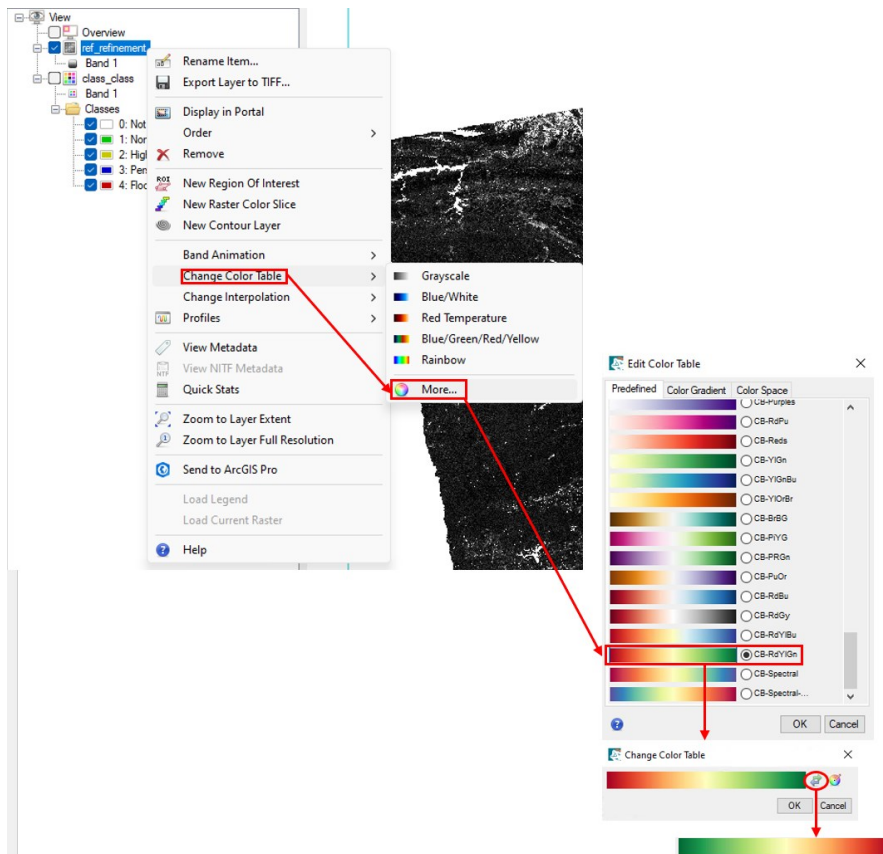 View
Overview
ref_refinement
Band 1
class_class
Band 1
Classes
0: Not
1: Nor
2: Higl
3: Pen
4: Floc
Rename Item...
Export Layer to TIFF...
Display in Portal
Order
Remove
ROI
New Region Of Interest
New Raster Color Slice
New Contour Layer
Band Animation
Change Color Table
Change Interpolation
Profiles
View Metadata
NTF
View NITF Metadata
Quick Stats
Zoom to Layer Extent
Zoom to Layer Full Resolution
Send to ArcGIS Pro
Load Legend
Load Current Raster
Help
Grayscale
Blue/White
Red Temperature
Blue/Green/Red/Yellow
Rainbow
More...
Edit Color Table
Predefined
Color Gradient
Color Space
CB-Purples
CB-RdPu
CB-Reds
CB-YlGn
CB-YlGnBu
CB-YlOrBr
CB-BrBG
CB-PiYG
CB-PRGn
CB-PuOr
CB-RdBu
CB-RdGy
CB-RdYlBu
CB-RdYlGn
CB-Spectral
CB-Spectral-...
OK
Cancel
Change Color Table
OK
Cancel